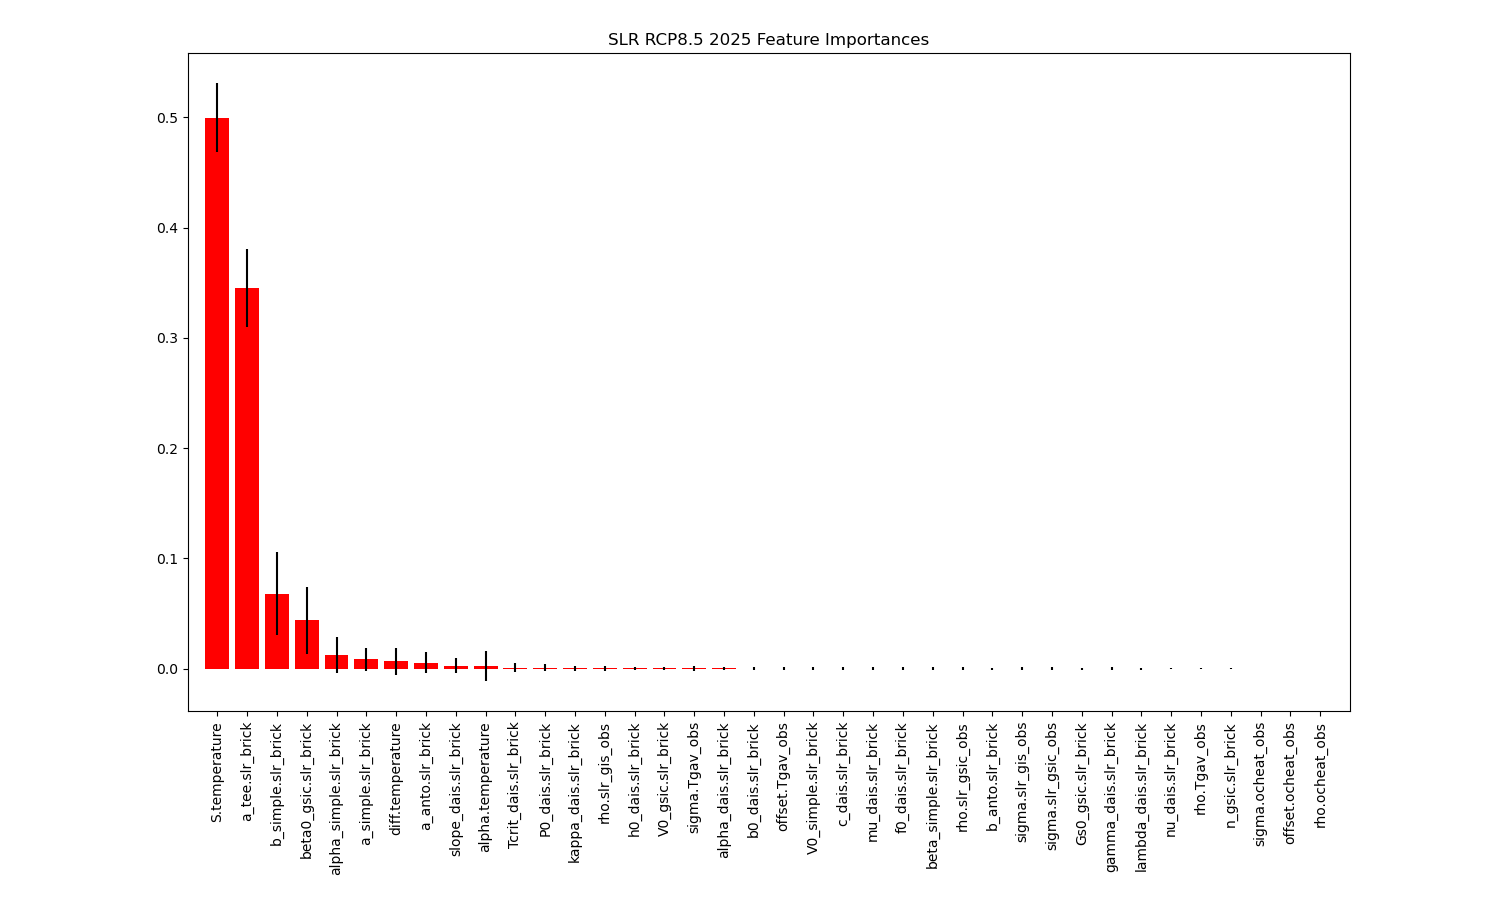 SLR RCP8.5 2025 Feature Importances
0.5
0.4
0.3
0.2
0.1
0.0
S.temperature
a_tee.slr_brick
b_simple.slr_brick
beta0_gsic.slr_brick
alpha_simple.slr_brick
a_simple.slr_brick
diff.temperature
a_anto.slr_brick
slope_dais.slr_brick
alpha.temperature
Tcrit_dais.slr_brick
P0_dais.slr_brick
kappa_dais.slr_brick
rho.slr_gis_obs
h0_dais.slr_brick
V0_gsic.slr_brick
sigma.Tgav_obs
alpha_dais.slr_brick
b0_dais.slr_brick
offset.Tgav_obs
V0_simple.slr_brick
c_dais.slr_brick
mu_dais.slr_brick
f0_dais.slr_brick
beta_simple.slr_brick
rho.slr_gsic_obs
b_anto.slr_brick
sigma.slr_gis_obs
sigma.slr_gsic_obs
Gs0_gsic.slr_brick
gamma_dais.slr_brick
lambda_dais.slr_brick
nu_dais.slr_brick
rho.Tgav_obs
n_gsic.slr_brick
sigma.ocheat_obs
offset.ocheat_obs
rho.ocheat_obs